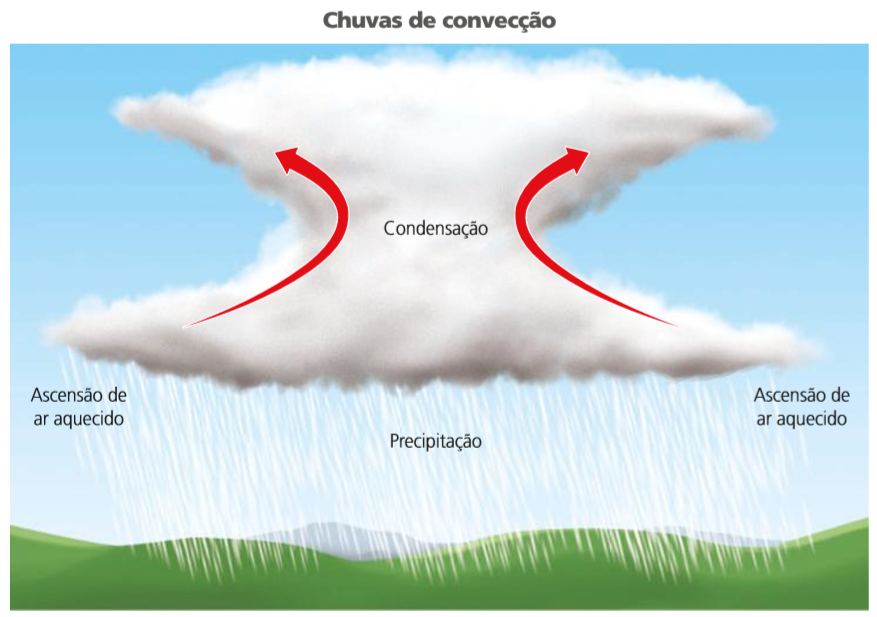 Chuvas de convecção
Condensação
Ascensão de
ar aquecido
Precipitação
Ascensão de
ar aquecido